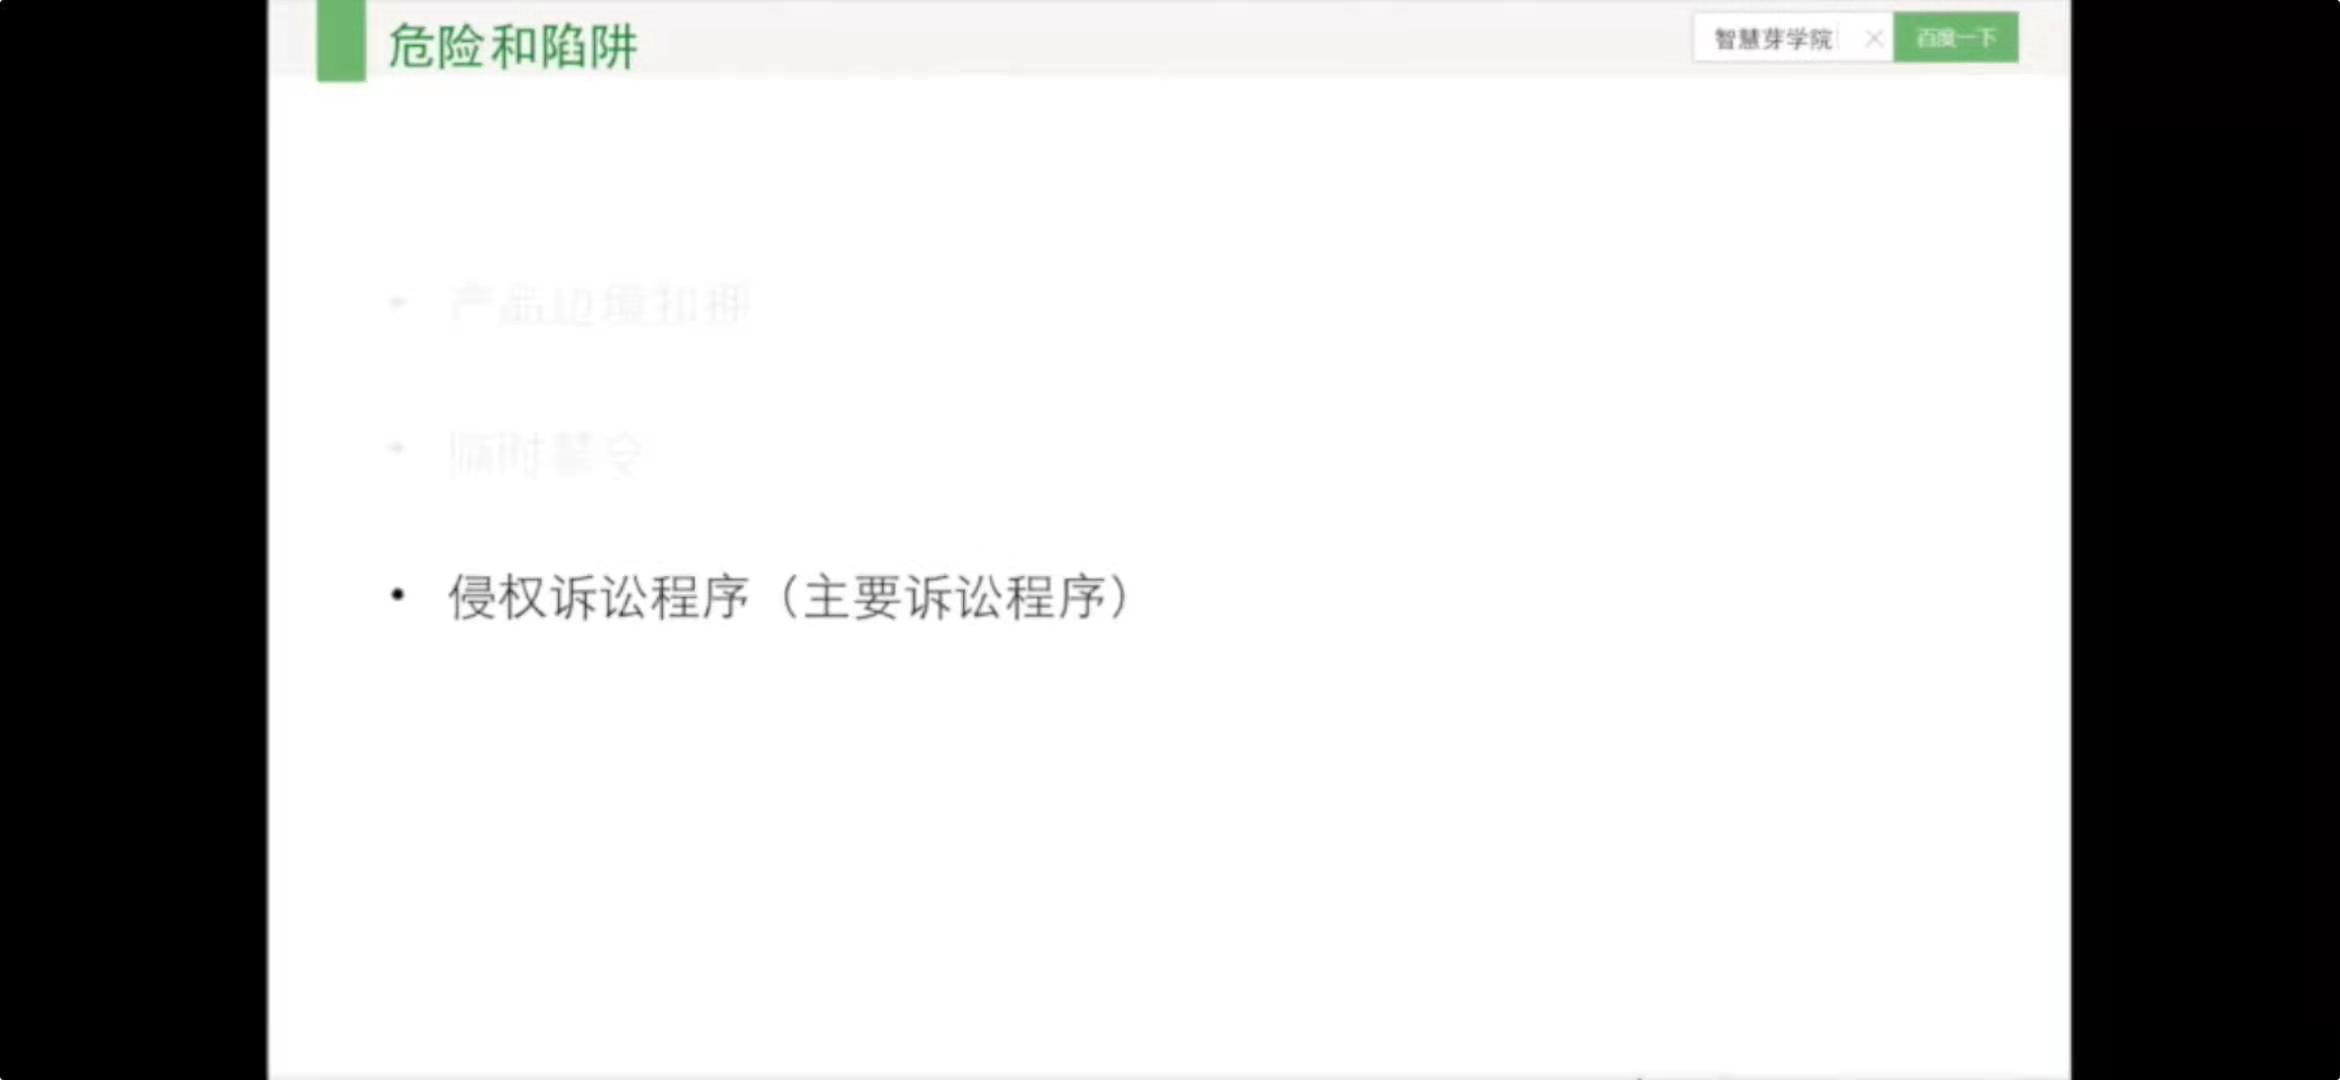 危险和陷阱
智慧芽学院
百度一下
产品边境扣押
临时禁令
侵权诉讼程序（主要诉讼程序）